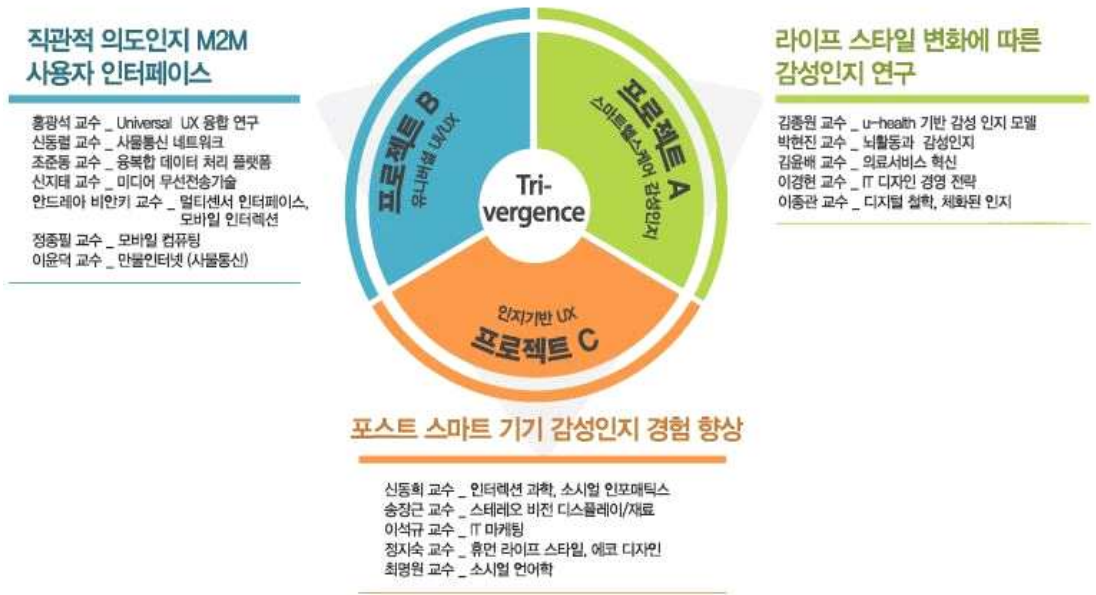 직관적 의도인지 M2M
사용자 인터페이스
홍광석 교수 _ Universal UX 융합 연구
신동렬 교수 _ 사물통신 네트워크
조준동 교수 _ 융복합 데이터 처리 플랫폼
신지태 교수 _ 미디어 무선전송기술
안드레아 비안키 교수 _ 멀티센서 인터페이스,
모바일 인터렉션
정종필 교수 _ 모바일 컴퓨팅
이윤덕 교수 _ 만물인터넷 (사물통신)
프로젝트 B
유니버설 UI/UX
프로젝트 A
스마트헬스케어 감성인지
Tri-
vergence
인지기반 UX
프로젝트 C
라이프 스타일 변화에 따른
감성인지 연구
김종원 교수 _ u-health 기반 감성 인지 모델
박현진 교수 _ 뇌활동과 감성인지
김윤배 교수 _ 의료서비스 혁신
이경현 교수 _ IT 디자인 경영 전략
이종관 교수 _ 디지털 철학, 체화된 인지
포스트 스마트 기기 감성인지 경험 향상
신동희 교수 _ 인터렉션 과학, 소시얼 인포매틱스
송장근 교수 _ 스테레오 비전 디스플레이/재료
이석규 교수 _ IT 마케팅
정지숙 교수 _ 휴먼 라이프 스타일, 에코 디자인
최명원 교수 _ 소시얼 언어학